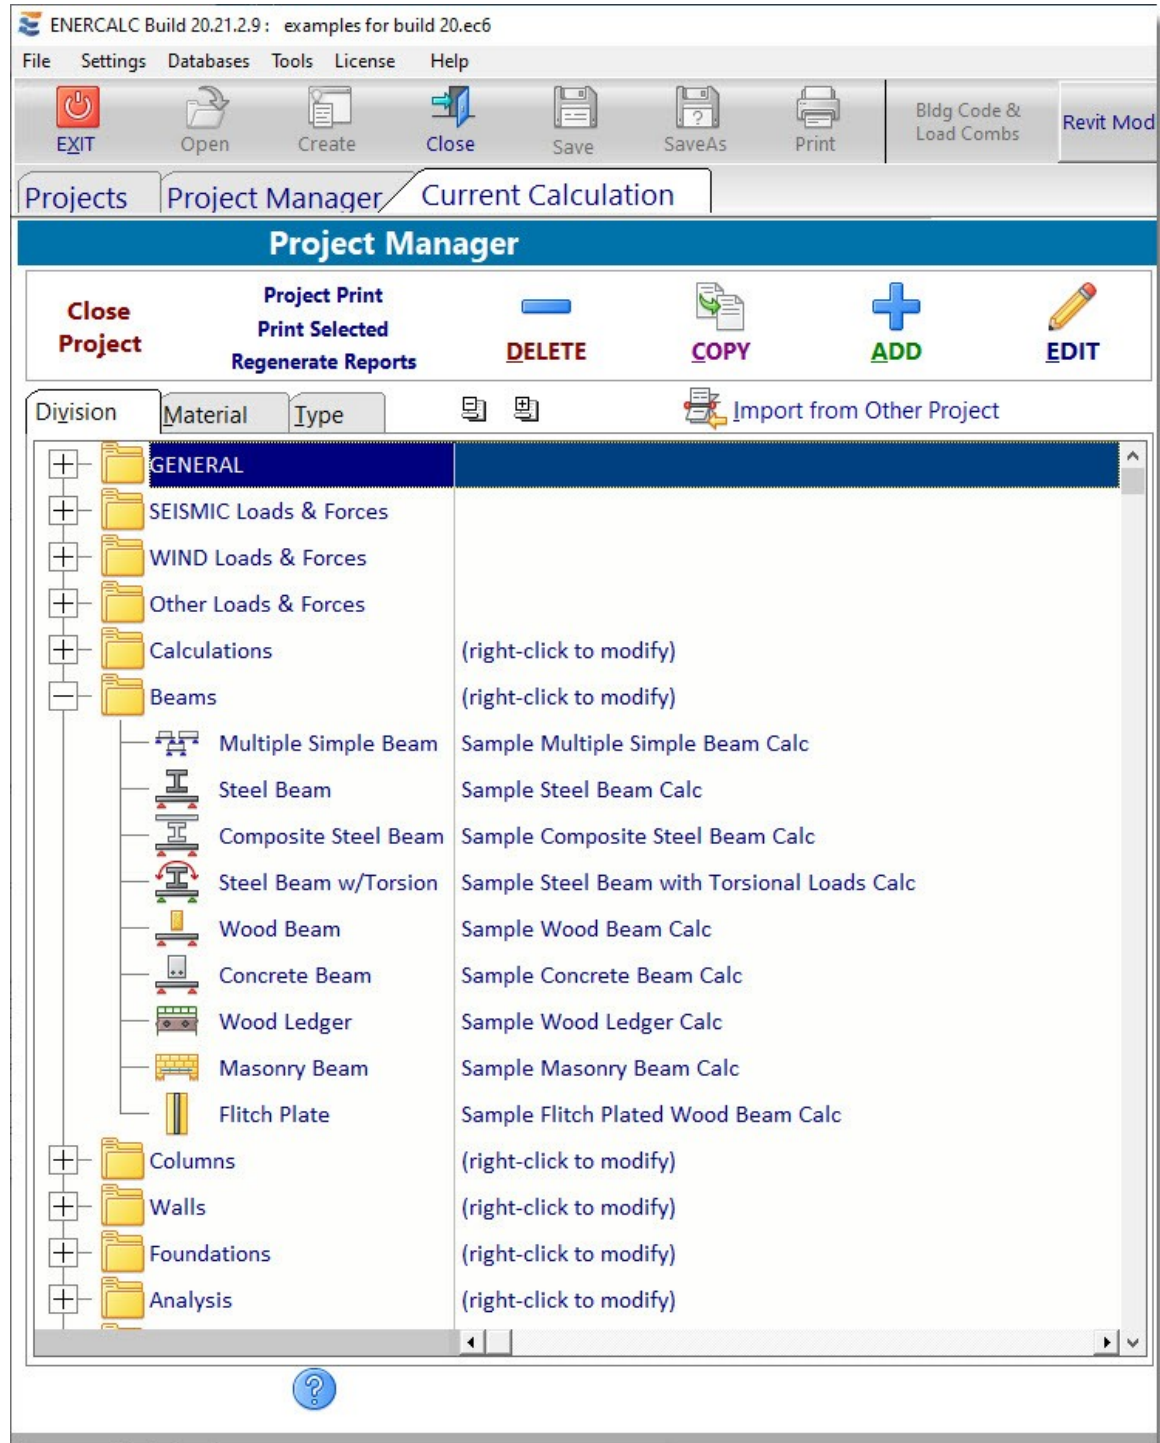 ENERCALC Build 20.21.2.9 : examples for build 20.ec6
File Settings Databases Tools License Help
EXIT Open Create Close Save SaveAs Print Bldg Code & Load Combs Revit Mod
Projects Project Manager Current Calculation
Project Manager
Close Project
Project Print
Print Selected
Regenerate Reports
DELETE COPY ADD EDIT
Division Material Type Import from Other Project
GENERAL
SEISMIC Loads & Forces
WIND Loads & Forces
Other Loads & Forces
Calculations (right-click to modify)
Beams (right-click to modify)
Multiple Simple Beam Sample Multiple Simple Beam Calc
Steel Beam Sample Steel Beam Calc
Composite Steel Beam Sample Composite Steel Beam Calc
Steel Beam w/Torsion Sample Steel Beam with Torsional Loads Calc
Wood Beam Sample Wood Beam Calc
Concrete Beam Sample Concrete Beam Calc
Wood Ledger Sample Wood Ledger Calc
Masonry Beam Sample Masonry Beam Calc
Flitch Plate Sample Flitch Plated Wood Beam Calc
Columns (right-click to modify)
Walls (right-click to modify)
Foundations (right-click to modify)
Analysis (right-click to modify)